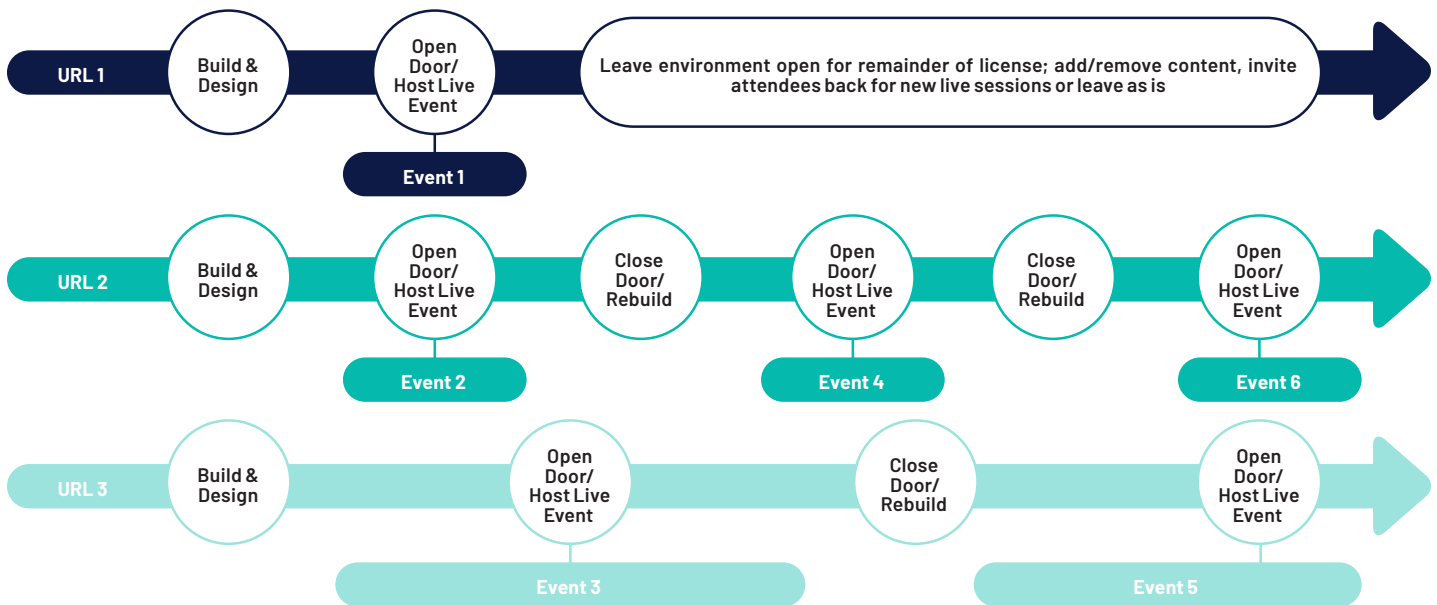 URL 1
Build &
Design
Open
Door/
Host Live
Event
Leave environment open for remainder of license; add/remove content, invite
attendees back for new live sessions or leave as is
Event 1
URL 2
Build &
Design
Open
Door/
Host Live
Event
Close
Door/
Rebuild
Open
Door/
Host Live
Event
Close
Door/
Rebuild
Open
Door/
Host Live
Event
Event 2
Event 4
Event 6
URL 3
Build &
Design
Open
Door/
Host Live
Event
Close
Door/
Rebuild
Open
Door/
Host Live
Event
Event 3
Event 5